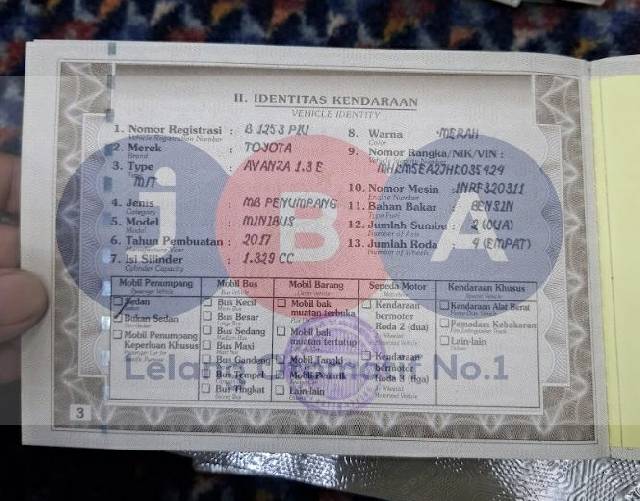 II. IDENTITAS KENDARAAN
VEHICLE IDENTITY
1. Nomor Registrasi : B 1253 PIU
Vehicle Registration Number
2. Merek : TOYOTA
Brand
3. Type : AVANZA 1.3 E
M/T
4. Jenis : MB PENUMPANG
Category
5. Model : MINIBUS
Model
6. Tahun Pembuatan : 2017
7. Isi Silinder : 1.329 CC
Cylinder Capacity
8. Warna : MERAH
Color
9. Nomor Rangka/NIK/VIN :
MHKM5EA2JHK035424
10. Nomor Mesin : 1NRF320311
Engine Number
11. Bahan Bakar : BENSIN
Type Fuel
12. Jumlah Sumbu : 2 (DUA)
Number of Axis
13. Jumlah Roda : 4 (EMPAT)
Number of Wheels
Mobil Penumpang
Passenger Vehicle
Sedan
Bukan Sedan
Mobil Penumpang
Keperluan Khusus
Mobil Bus
Bus Kecil
Bus Besar
Bus Sedang
Bus Maxi
Bus Gandeng
Bus Tempel
Bus Tingkat
Mobil Barang
Mobil bak
muatan terbuka
Mobil bak
muatan tertutup
Mobil Tangki
Lain-lain
Sepeda Motor
Kendaraan
bermotor
Roda 2 (dua)
Kendaraan
bermotor
Roda 3 (tiga)
Kendaraan Khusus
Kendaraan Alat Berat
Pemadam Kebakaran
Lain-lain
3
iBA
Lelang Otomotif No.1